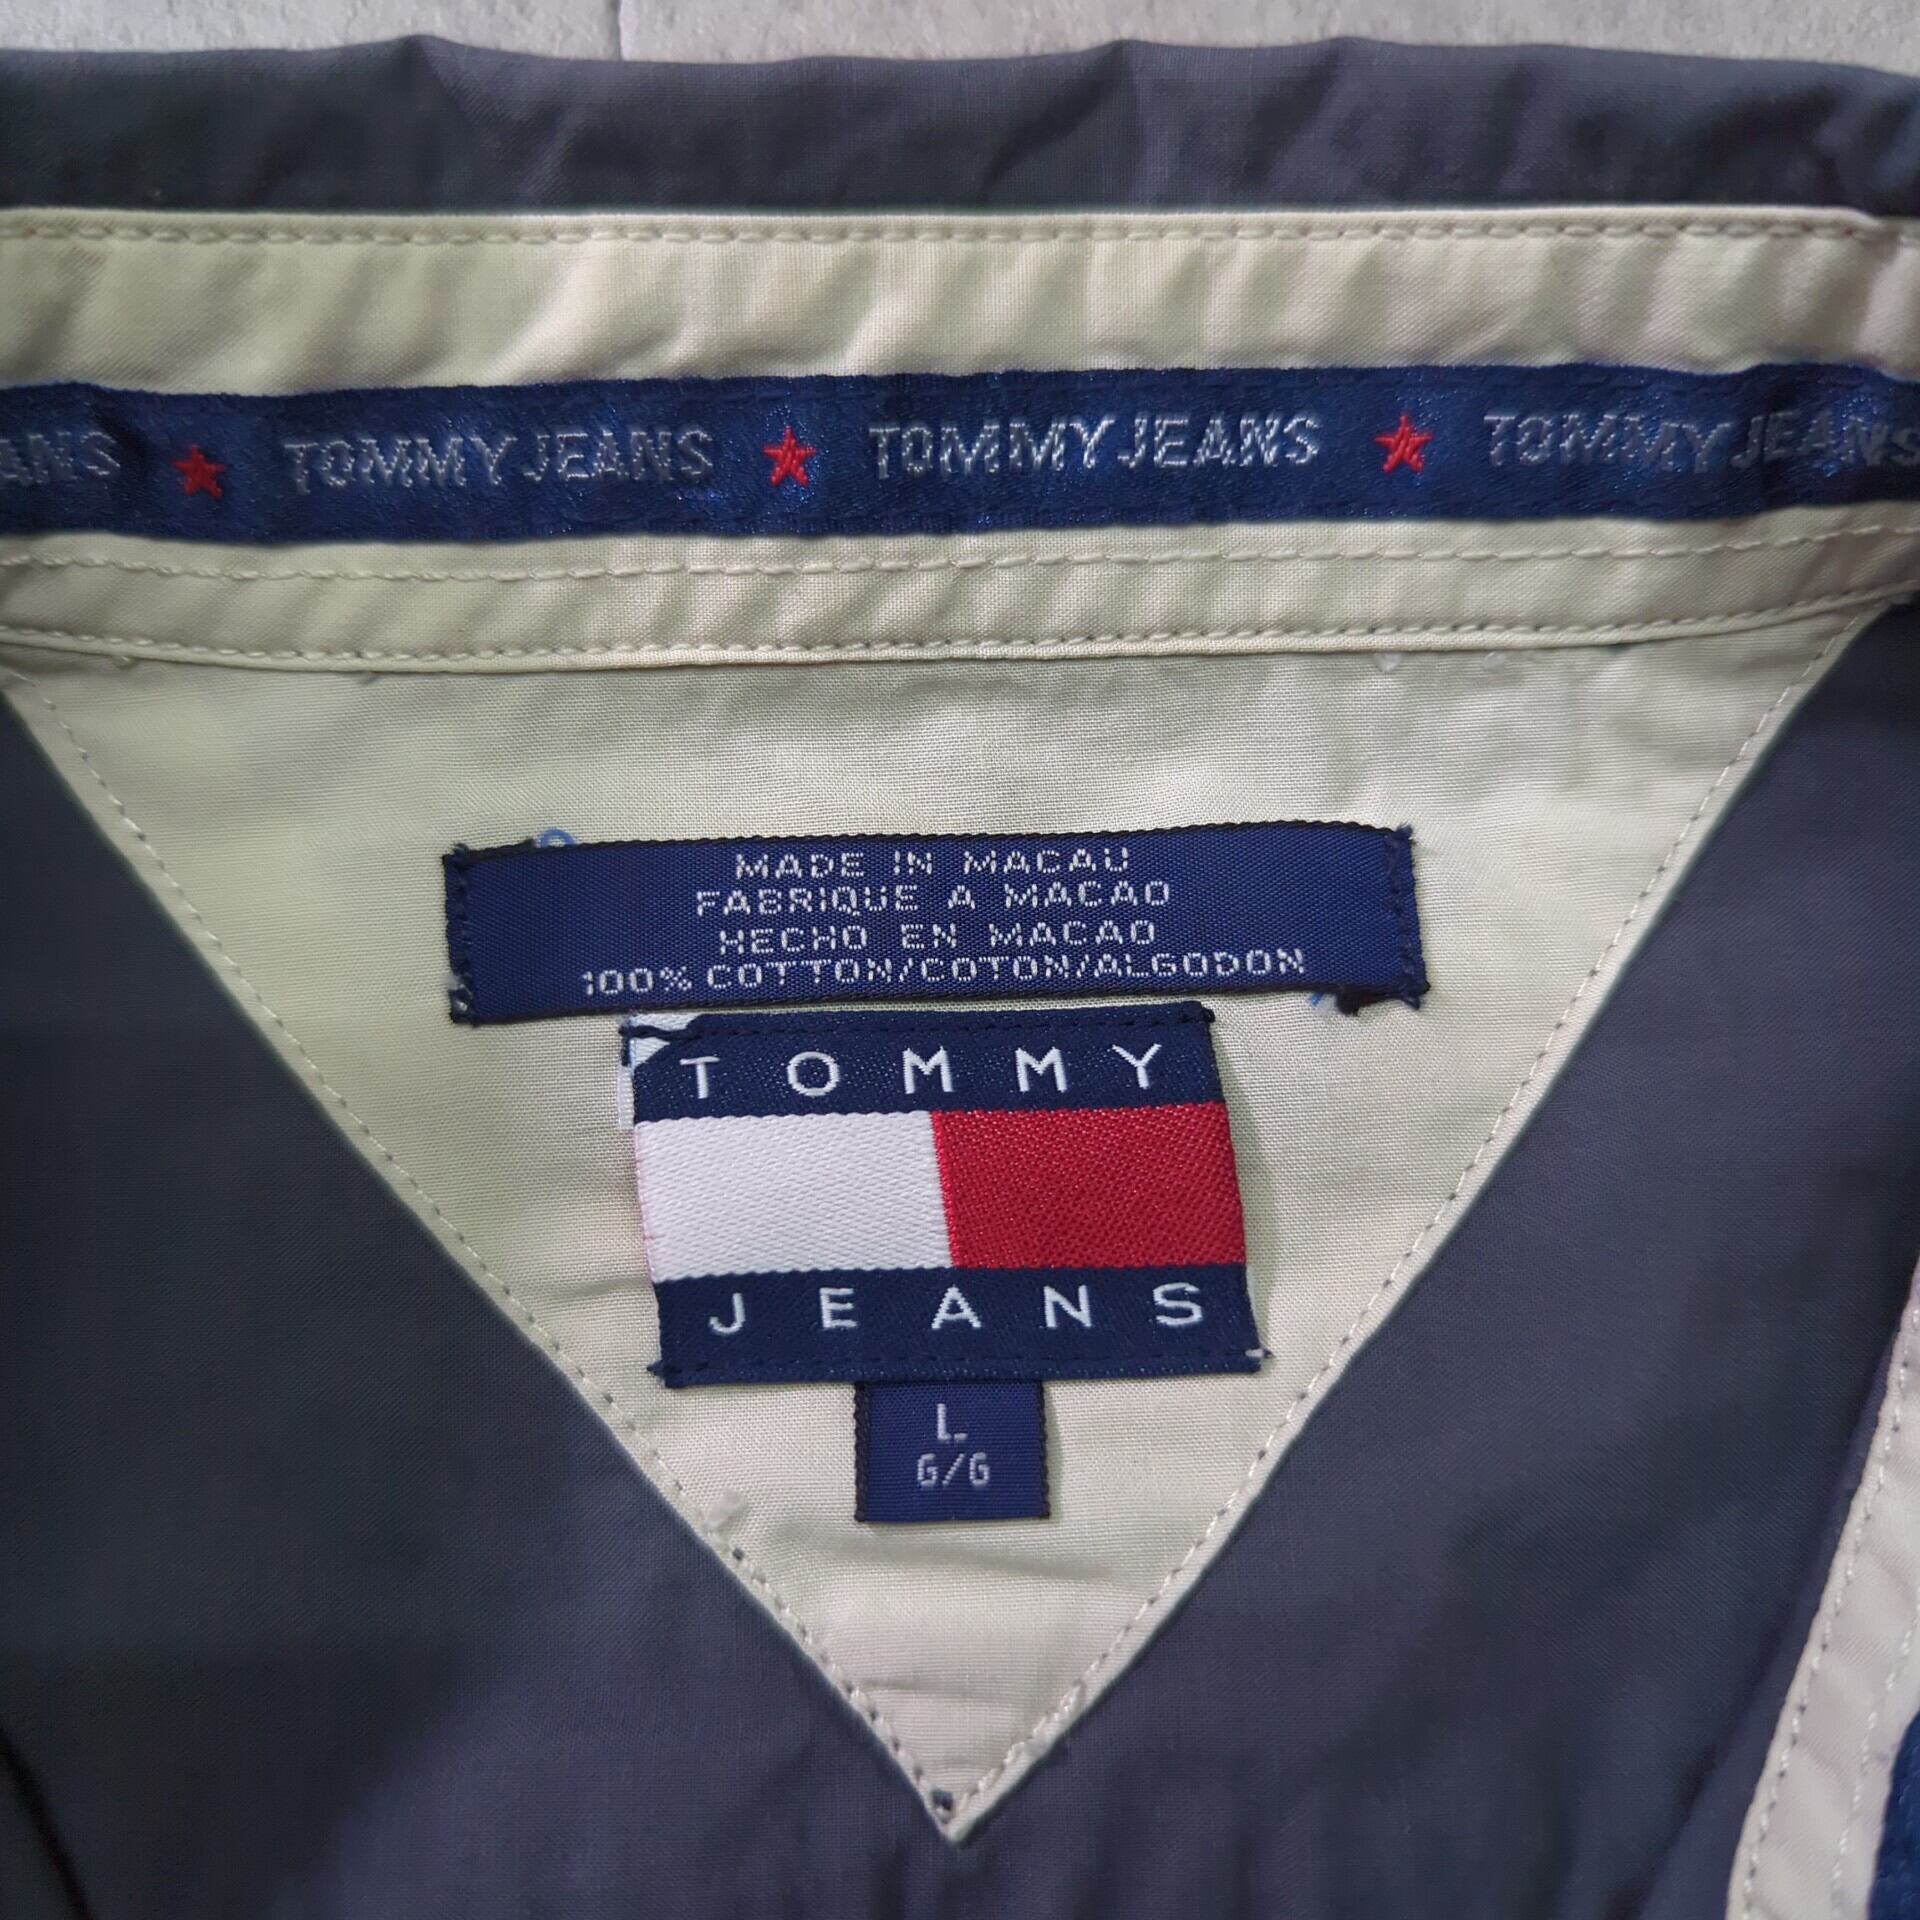 ANS ★ TOMMY JEANS ★ TOMMY JEANS ★ TOMMY JEANS
MADE IN MACAU
FABRIQUE A MACAO
HECHO EN MACAO
100% COTTON/COTON/ALGODON
TOMMY
JEANS
L
G/G